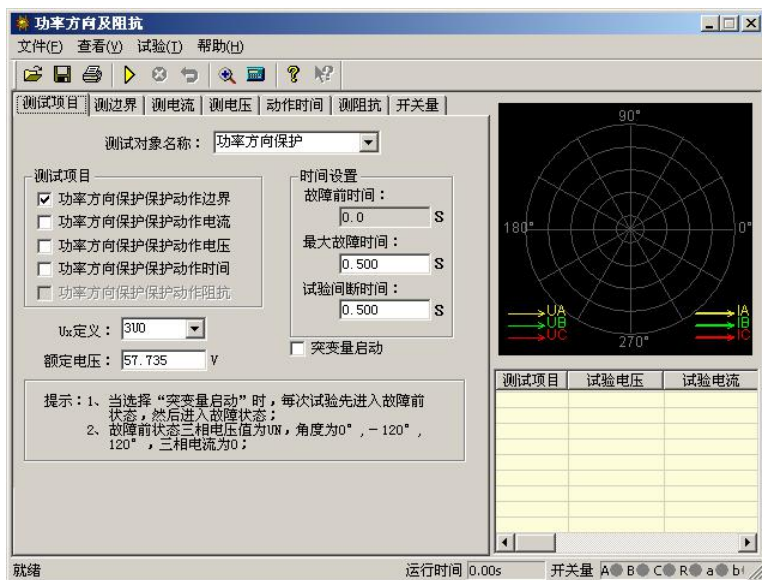 功率方向及阻抗
文件(F) 查看(V) 试验(T) 帮助(H)
测试项目 测边界 测电流 测电压 动作时间 测阻抗 开关量
测试对象名称： 功率方向保护
测试项目
功率方向保护保护动作边界
功率方向保护保护动作电流
功率方向保护保护动作电压
功率方向保护保护动作时间
功率方向保护保护动作阻抗
时间设置
故障前时间：
0.0 S
最大故障时间：
0.500 S
试验间断时间：
0.500 S
Ux定义： 3U0
额定电压： 57.735 V
突变量启动
提示：1、当选择“突变量启动”时，每次试验先进入故障前
状态，然后进入故障状态；
2、故障前状态三相电压值为UN，角度为0°，－120°，
120°，三相电流为0；
90°
180°
0°
270°
UA
UB
UC
IA
IB
IC
测试项目 试验电压 试验电流
就绪 运行时间 0.00s 开关量 A B C R a b